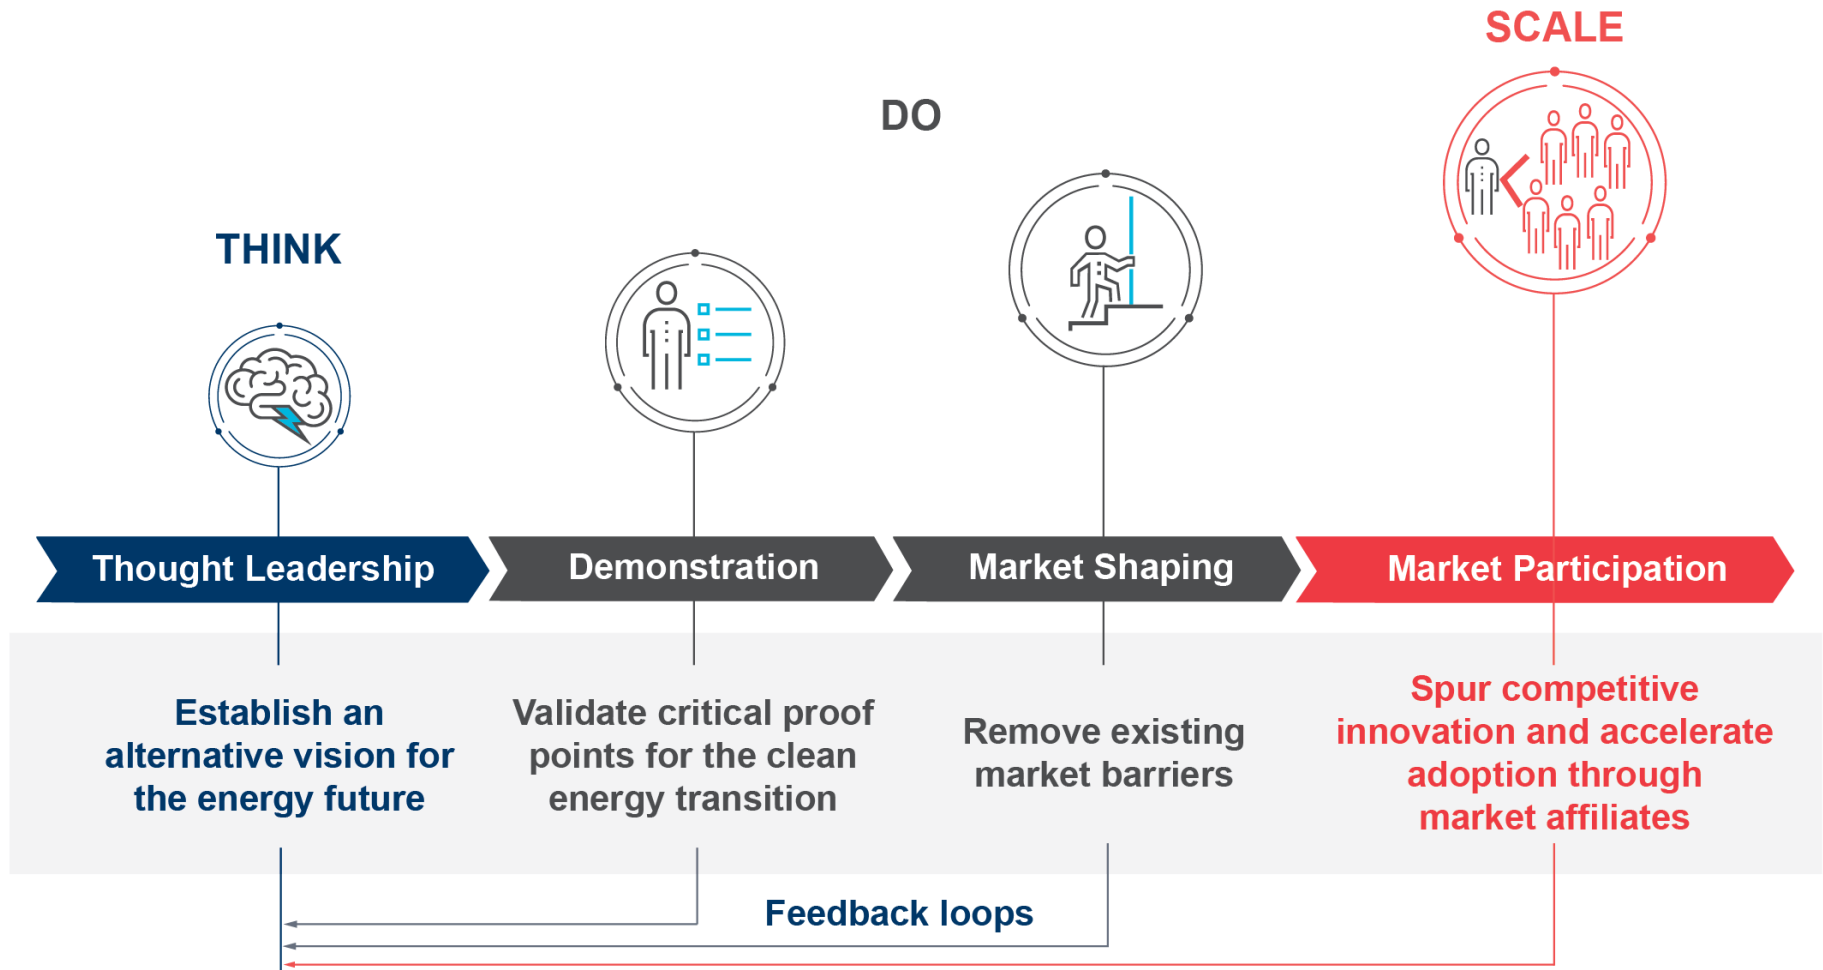 THINK
DO
SCALE
Thought Leadership
Demonstration
Market Shaping
Market Participation
Establish an
alternative vision for
the energy future
Validate critical proof
points for the clean
energy transition
Remove existing
market barriers
Spur competitive
innovation and accelerate
adoption through
market affiliates
Feedback loops